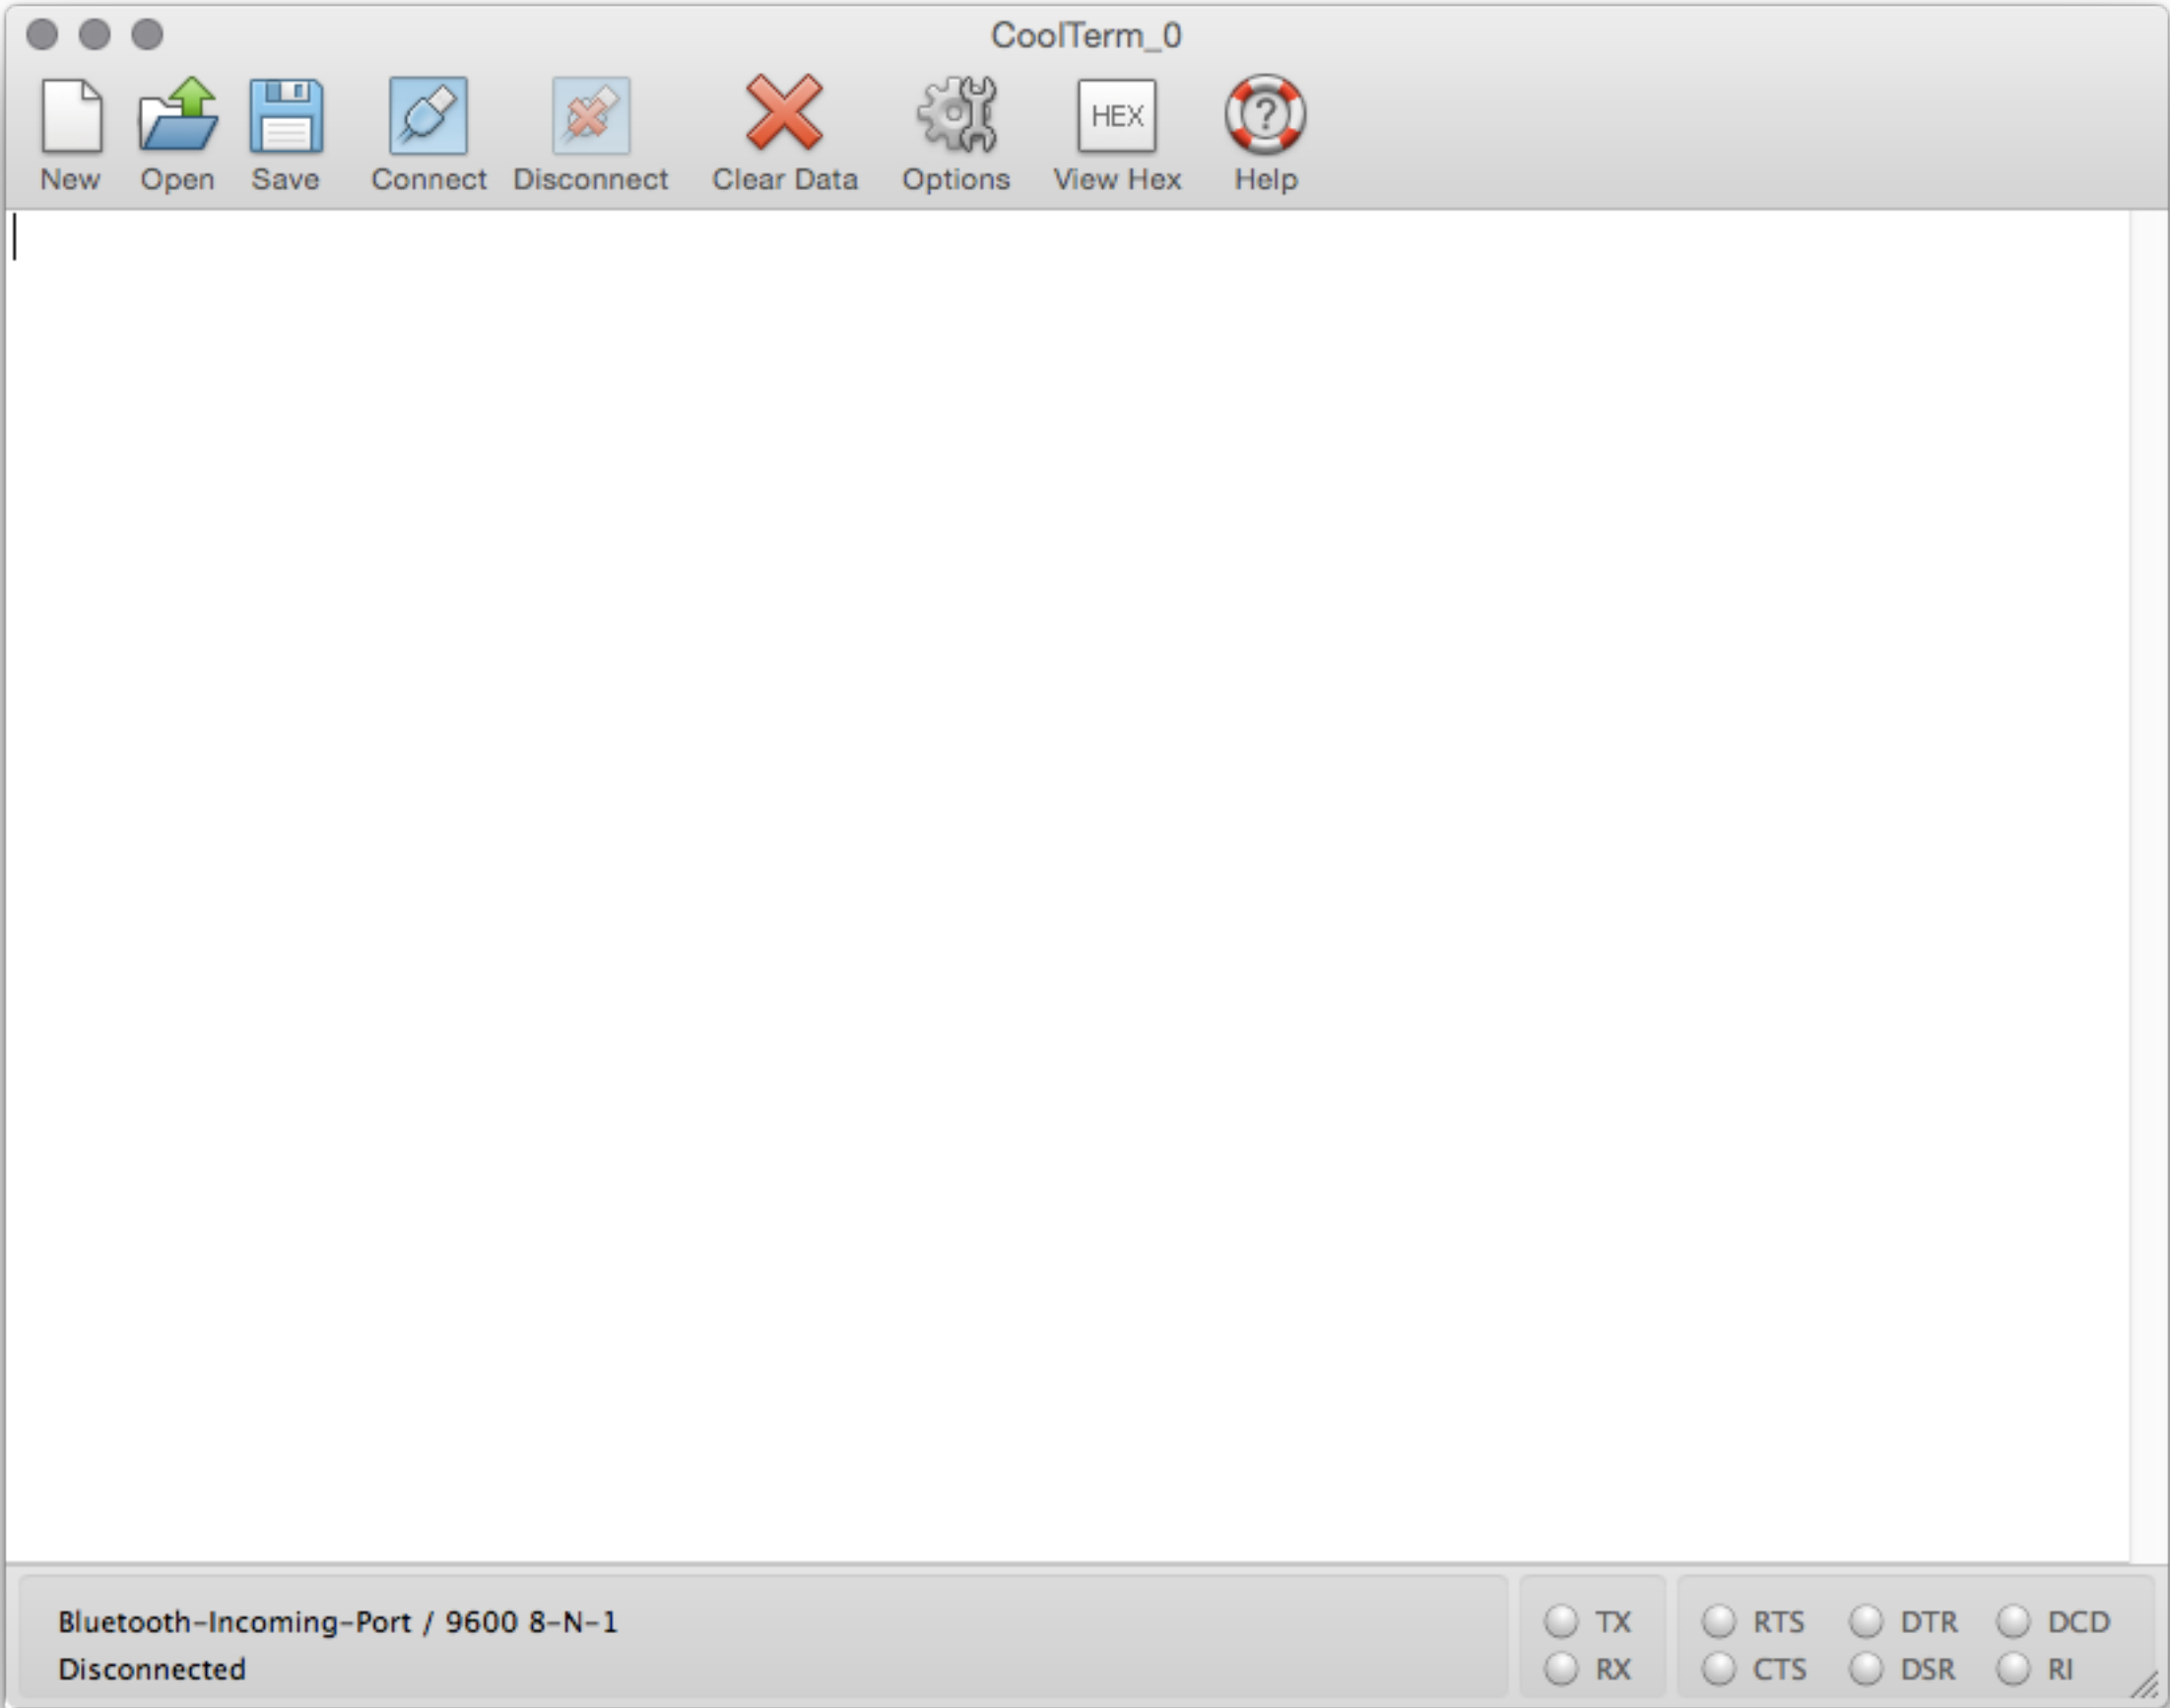 CoolTerm_0
New Open Save Connect Disconnect Clear Data Options HEX View Hex ? Help
Bluetooth-Incoming-Port / 9600 8-N-1
Disconnected
TX RTS DTR DCD
RX CTS DSR RI